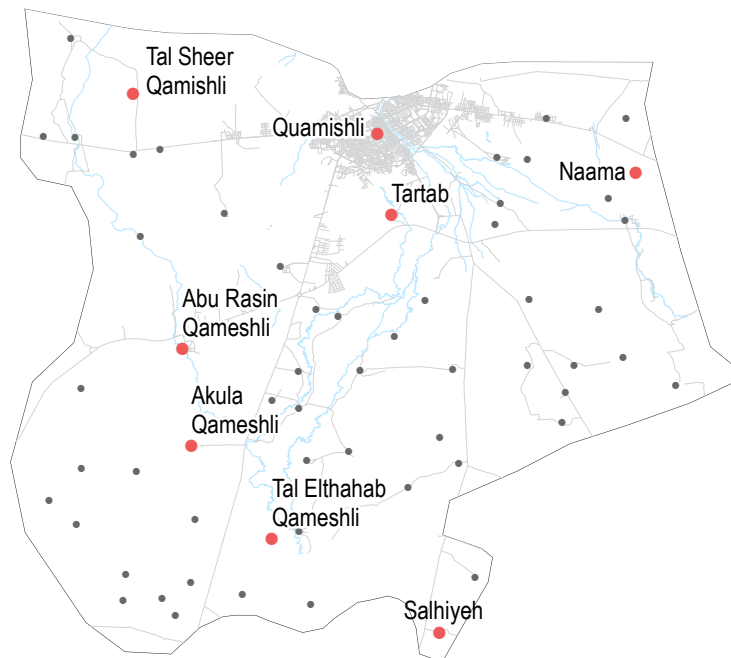 Tal Sheer
Qamishli
Quamishli
Naama
Tartab
Abu Rasin
Qameshli
Akula
Qameshli
Tal Elthahab
Qameshli
Salhiyeh